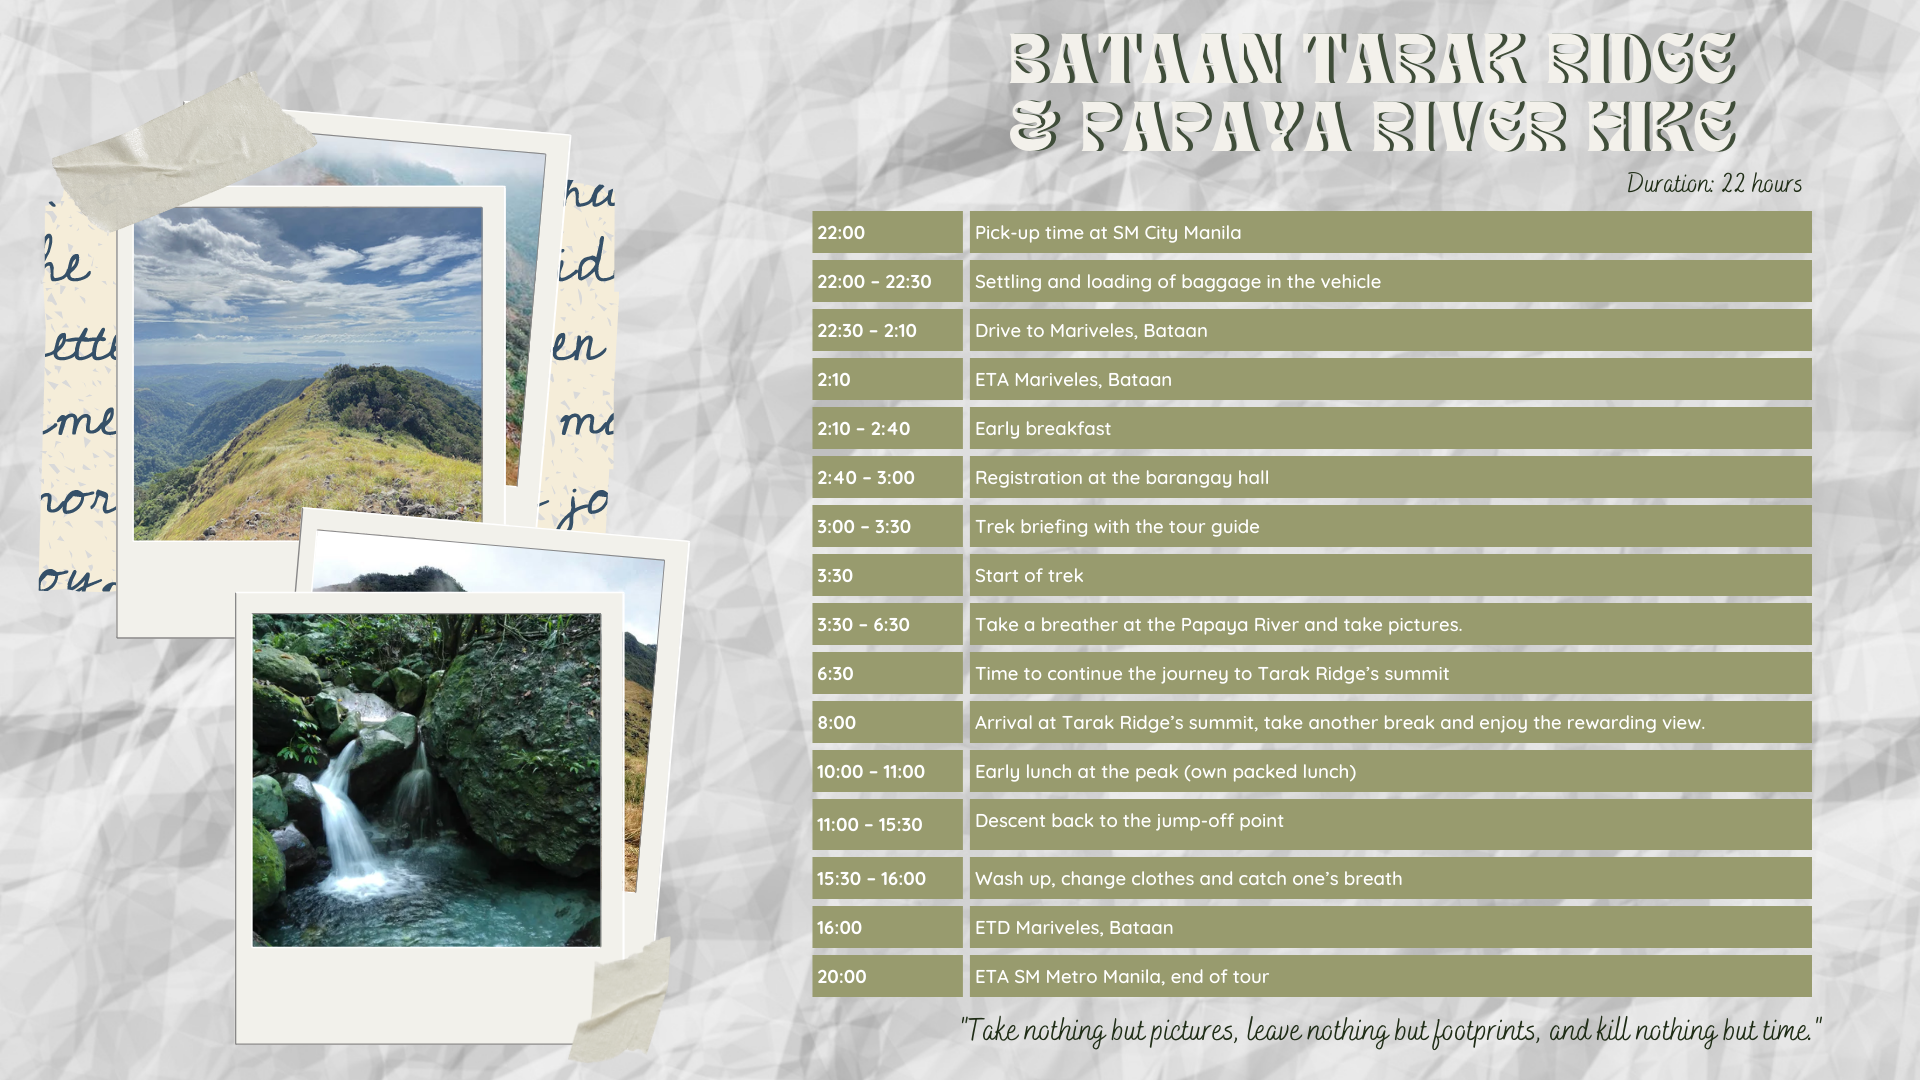 BATAAN TARAK RIDGE
& PAPAYA RIVER HIKE
Duration: 22 hours
22:00 Pick-up time at SM City Manila
22:00 – 22:30 Settling and loading of baggage in the vehicle
22:30 – 2:10 Drive to Mariveles, Bataan
2:10 ETA Mariveles, Bataan
2:10 – 2:40 Early breakfast
2:40 – 3:00 Registration at the barangay hall
3:00 – 3:30 Trek briefing with the tour guide
3:30 Start of trek
3:30 – 6:30 Take a breather at the Papaya River and take pictures.
6:30 Time to continue the journey to Tarak Ridge’s summit
8:00 Arrival at Tarak Ridge’s summit, take another break and enjoy the rewarding view.
10:00 – 11:00 Early lunch at the peak (own packed lunch)
11:00 – 15:30 Descent back to the jump-off point
15:30 – 16:00 Wash up, change clothes and catch one’s breath
16:00 ETD Mariveles, Bataan
20:00 ETA SM Metro Manila, end of tour
"Take nothing but pictures, leave nothing but footprints, and kill nothing but time."